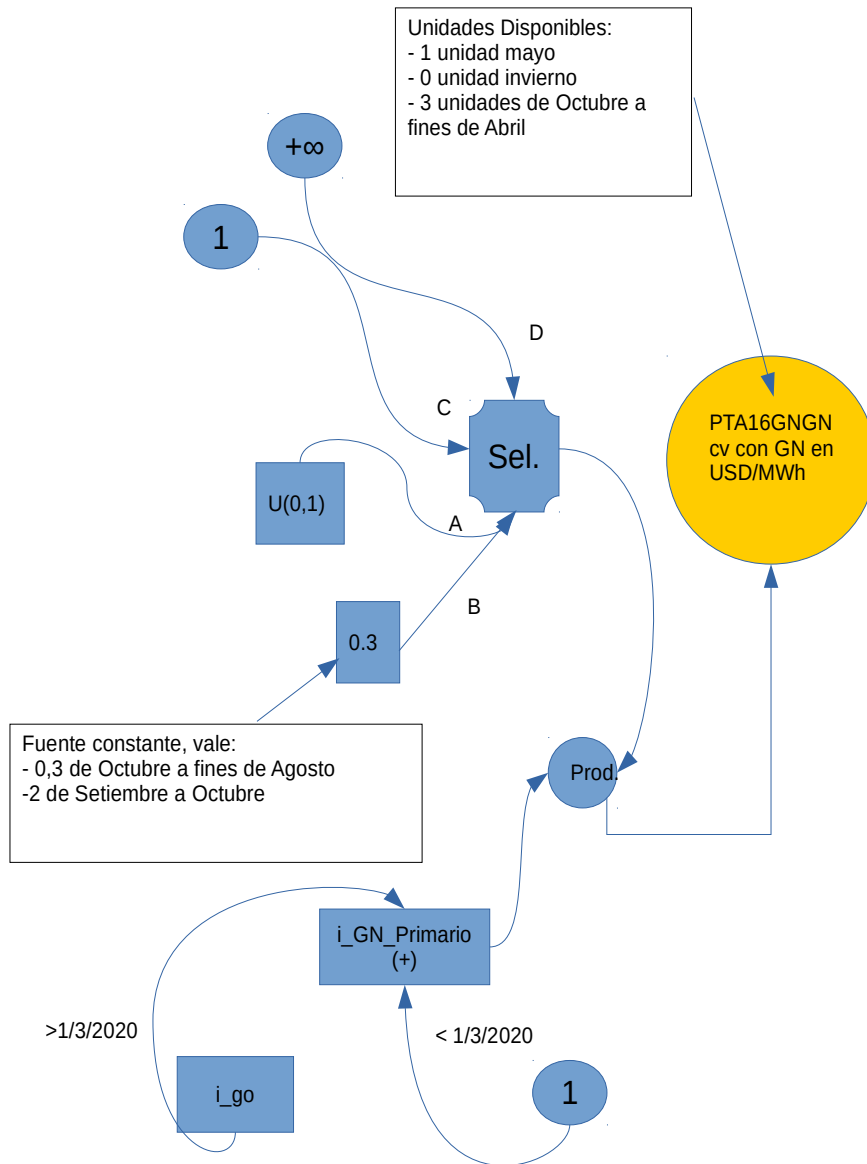 Unidades Disponibles:
- 1 unidad mayo
- 0 unidad invierno
- 3 unidades de Octubre a
fines de Abril
+∞
1
D
C
Sel.
PTA16GNGN
cv con GN en
USD/MWh
U(0,1)
A
B
0.3
Fuente constante, vale:
- 0,3 de Octubre a fines de Agosto
-2 de Setiembre a Octubre
Prod.
i_GN_Primario
(+)
>1/3/2020
< 1/3/2020
i_go
1